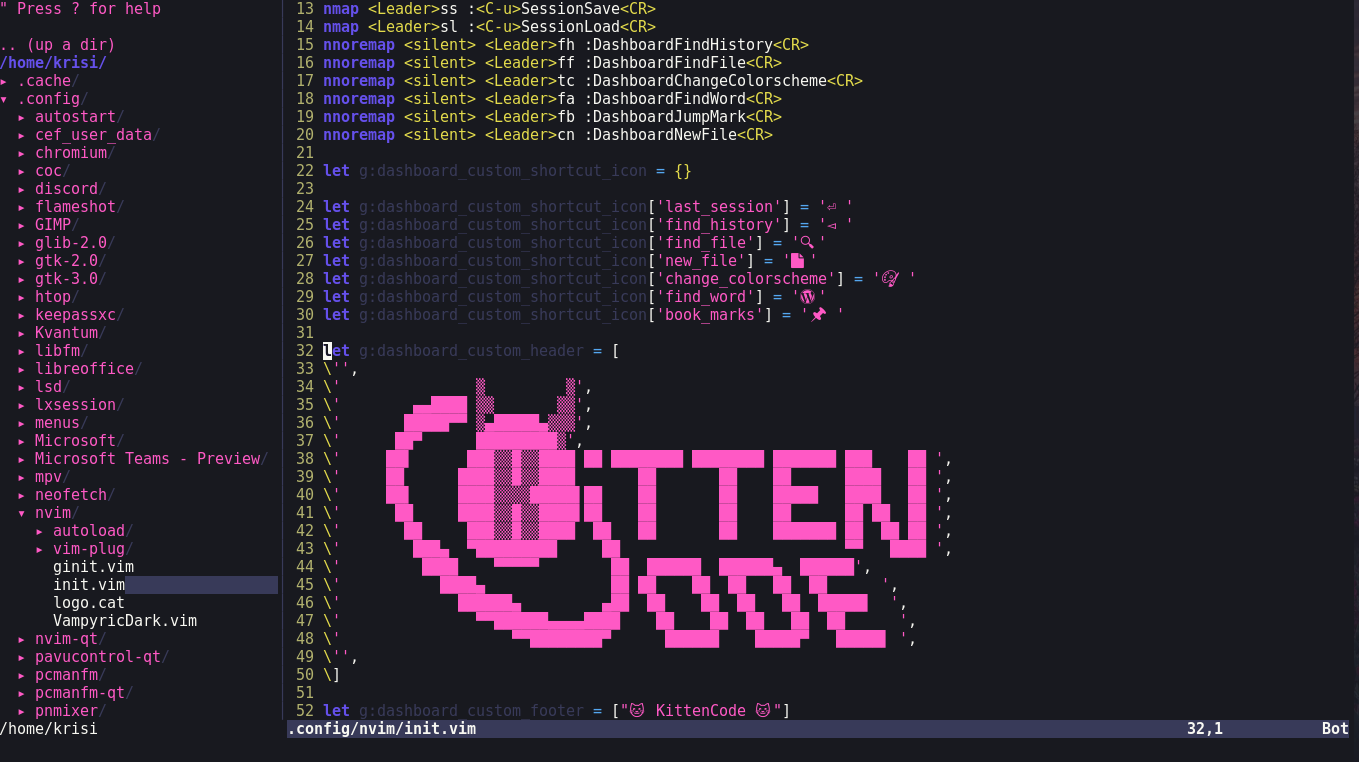 " Press ? for help
.. (up a dir)
/home/krisi/
▸ .cache/
▾ .config/
▸ autostart/
▸ cef_user_data/
▸ chromium/
▸ coc/
▸ discord/
▸ flameshot/
▸ GIMP/
▸ glib-2.0/
▸ gtk-2.0/
▸ gtk-3.0/
▸ htop/
▸ keepassxc/
▸ Kvantum/
▸ libfm/
▸ libreoffice/
▸ lsd/
▸ lxsession/
▸ menus/
▸ Microsoft/
▸ Microsoft Teams - Preview/
▸ mpv/
▸ neofetch/
▾ nvim/
▸ autoload/
▸ vim-plug/
ginit.vim
init.vim
logo.cat
VampyricDark.vim
▸ nvim-qt/
▸ pavucontrol-qt/
▸ pcmanfm/
▸ pcmanfm-qt/
▸ pnmixer/
/home/krisi
13 nmap <Leader>ss :<C-u>SessionSave<CR>
14 nmap <Leader>sl :<C-u>SessionLoad<CR>
15 nnoremap <silent> <Leader>fh :DashboardFindHistory<CR>
16 nnoremap <silent> <Leader>ff :DashboardFindFile<CR>
17 nnoremap <silent> <Leader>tc :DashboardChangeColorscheme<CR>
18 nnoremap <silent> <Leader>fa :DashboardFindWord<CR>
19 nnoremap <silent> <Leader>fb :DashboardJumpMark<CR>
20 nnoremap <silent> <Leader>cn :DashboardNewFile<CR>
21
22 let g:dashboard_custom_shortcut_icon = {}
23
24 let g:dashboard_custom_shortcut_icon['last_session'] = '⏎ '
25 let g:dashboard_custom_shortcut_icon['find_history'] = '◅ '
26 let g:dashboard_custom_shortcut_icon['find_file'] = ' '
27 let g:dashboard_custom_shortcut_icon['new_file'] = ' '
28 let g:dashboard_custom_shortcut_icon['change_colorscheme'] = ' '
29 let g:dashboard_custom_shortcut_icon['find_word'] = ' '
30 let g:dashboard_custom_shortcut_icon['book_marks'] = ' '
31
32 let g:dashboard_custom_header = [
33 \'',
34 \' ',
35 \' ',
36 \' ',
37 \' ',
38 \' ',
39 \' ',
40 \' ',
41 \' ',
42 \' ',
43 \' ',
44 \' ',
45 \' ',
46 \' ',
47 \' ',
48 \' ',
49 \'',
50 \]
51
52 let g:dashboard_custom_footer = ["🐱 KittenCode 🐱"]
.config/nvim/init.vim 32,1 Bot